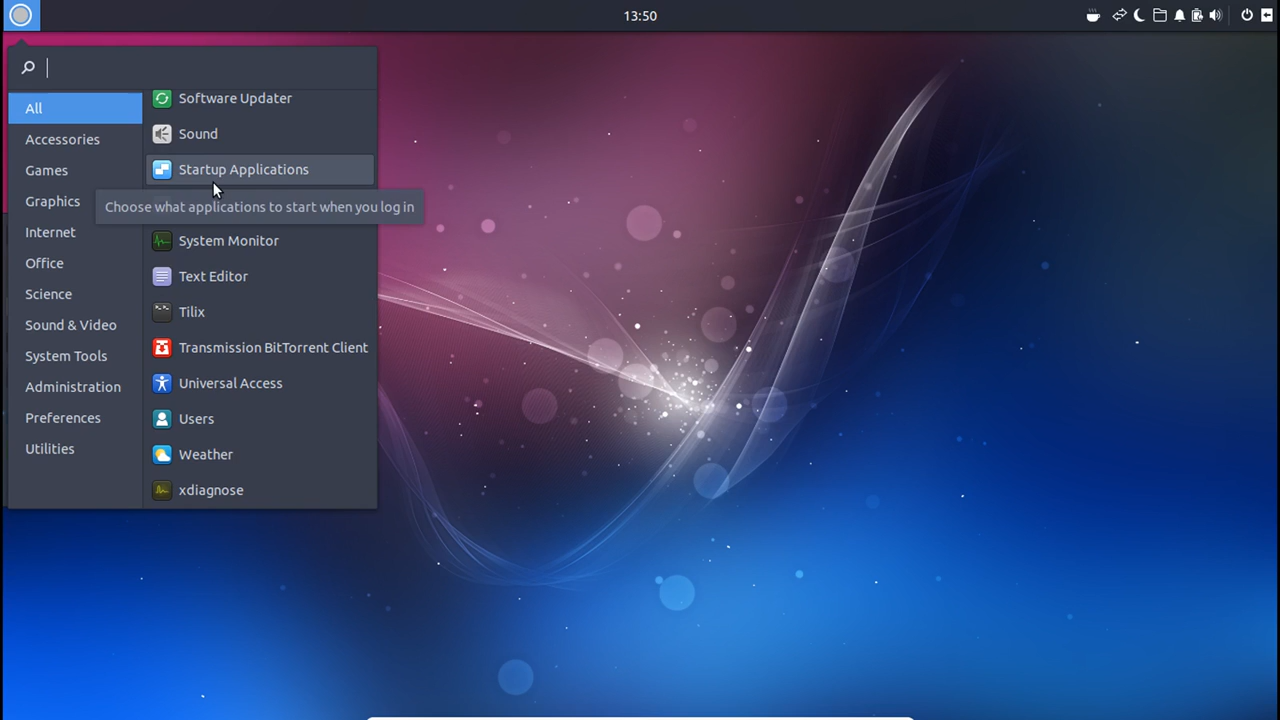 13:50
All
Accessories
Games
Graphics
Internet
Office
Science
Sound & Video
System Tools
Administration
Preferences
Utilities
Software Updater
Sound
Startup Applications
Choose what applications to start when you log in
System Monitor
Text Editor
Tilix
Transmission BitTorrent Client
Universal Access
Users
Weather
xdiagnose